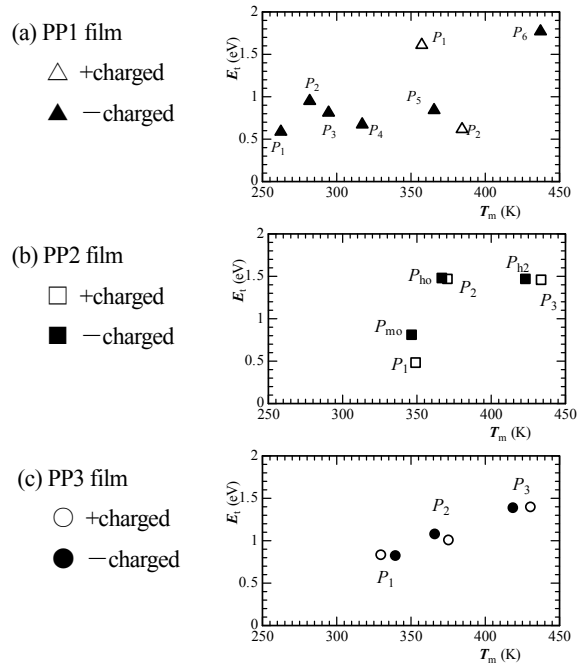 (a) PP1 film
△ +charged
▲ －charged
E_t (eV)
2
1.5
1
0.5
0
P_1
P_2
P_3
P_4
P_5
P_6
P_1
P_2
250 300 350 400 450
T_m (K)
(b) PP2 film
□ +charged
■ －charged
E_t (eV)
2
1.5
1
0.5
0
P_ho
P_2
P_h2
P_3
P_mo
P_1
250 300 350 400 450
T_m (K)
(c) PP3 film
○ +charged
● －charged
E_t (eV)
2
1.5
1
0.5
0
P_1
P_2
P_3
250 300 350 400 450
T_m (K)